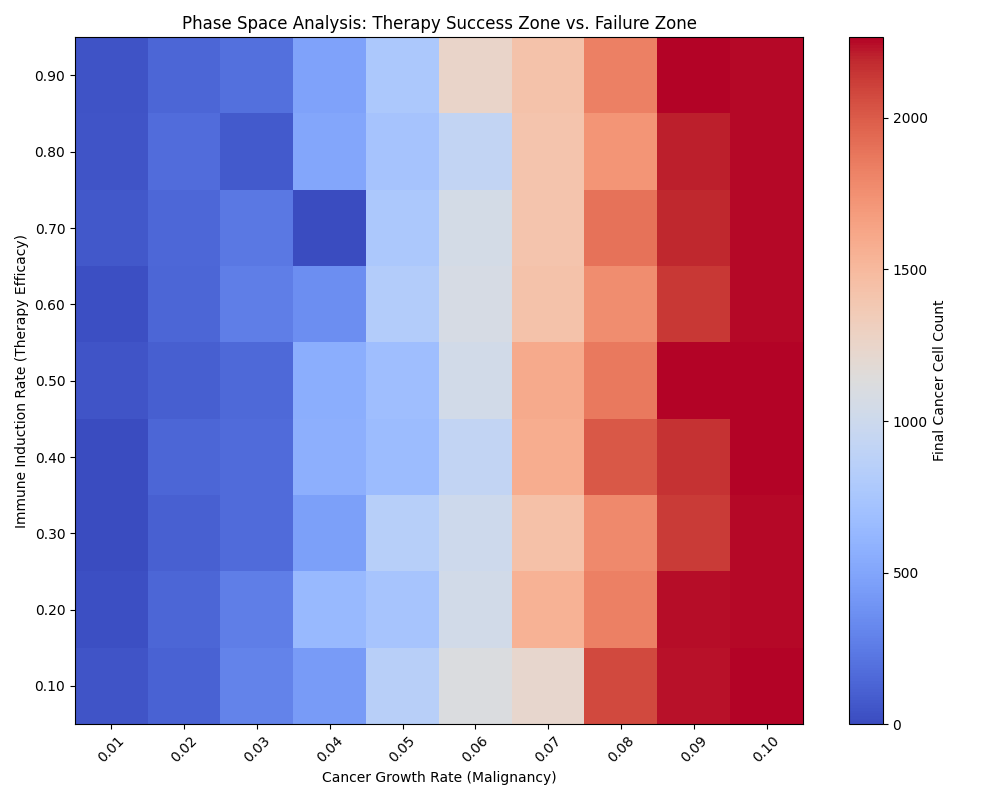 Phase Space Analysis: Therapy Success Zone vs. Failure Zone
Immune Induction Rate (Therapy Efficacy)
0.90
0.80
0.70
0.60
0.50
0.40
0.30
0.20
0.10
0.01 0.02 0.03 0.04 0.05 0.06 0.07 0.08 0.09 0.10
Cancer Growth Rate (Malignancy)
2000
1500
1000
500
0
Final Cancer Cell Count